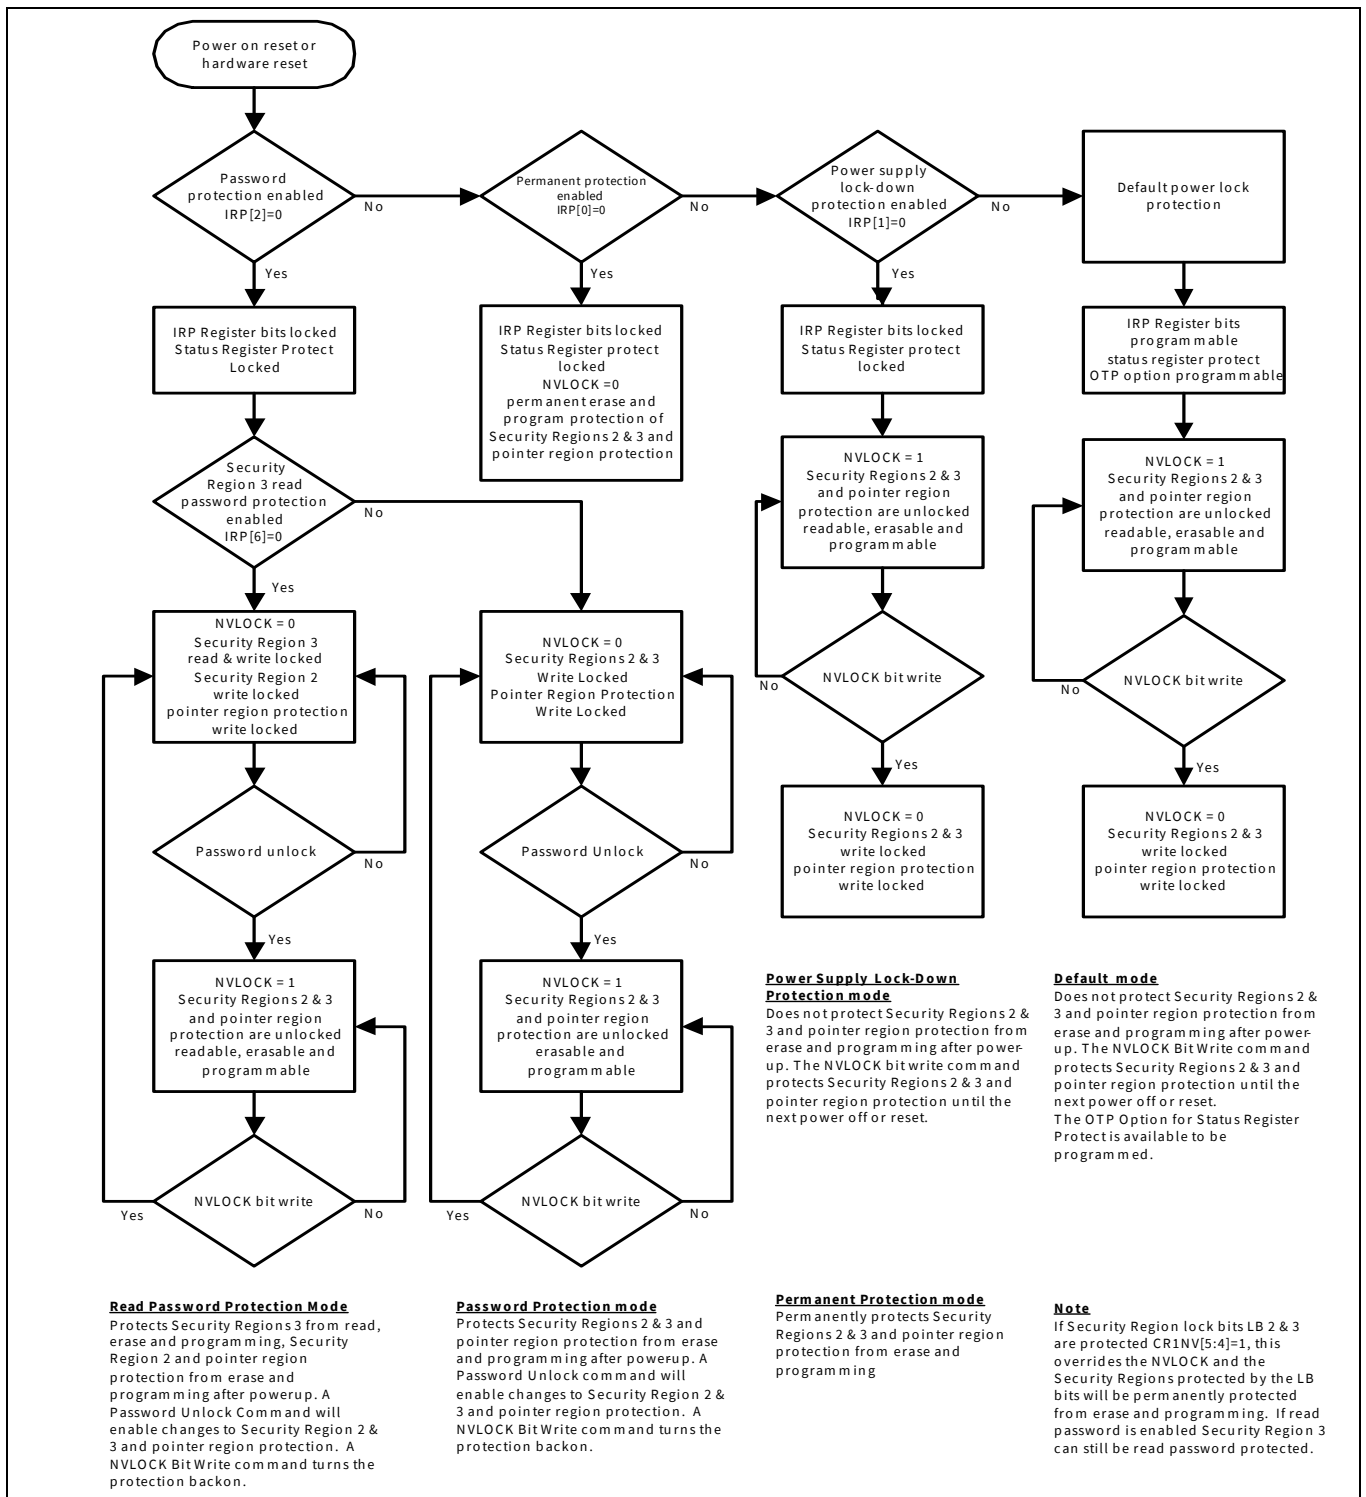 Power on reset or
hardware reset
Password
protection enabled
IRP[2]=0
No
Yes
Permanent protection
enabled
IRP[0]=0
No
Yes
Power supply
lock-down
protection enabled
IRP[1]=0
No
Yes
Default power lock
protection
IRP Register bits locked
Status Register Protect
Locked
IRP Register bits locked
Status Register protect
locked
NVLOCK =0
permanent erase and
program protection of
Security Regions 2 & 3 and
pointer region protection
IRP Register bits locked
Status Register protect
locked
IRP Register bits
programmable
status register protect
OTP option programmable
Security
Region 3 read
password protection
enabled
IRP[6]=0
No
Yes
NVLOCK = 1
Security Regions 2 & 3
and pointer region
protection are unlocked
readable, erasable and
programmable
NVLOCK = 1
Security Regions 2 & 3
and pointer region
protection are unlocked
readable, erasable and
programmable
NVLOCK = 0
Security Region 3
read & write locked
Security Region 2
write locked
pointer region protection
write locked
NVLOCK = 0
Security Regions 2 & 3
Write Locked
Pointer Region Protection
Write Locked
NVLOCK bit write
No
Yes
NVLOCK bit write
No
Yes
Password unlock
No
Yes
Password Unlock
No
Yes
NVLOCK = 0
Security Regions 2 & 3
write locked
pointer region protection
write locked
NVLOCK = 0
Security Regions 2 & 3
write locked
pointer region protection
write locked
NVLOCK = 1
Security Regions 2 & 3
and pointer region
protection are unlocked
readable, erasable and
programmable
NVLOCK = 1
Security Regions 2 & 3
and pointer region
protection are unlocked
erasable and
programmable
NVLOCK bit write
Yes
No
NVLOCK bit write
Yes
No
Power Supply Lock-Down
Protection mode
Does not protect Security Regions 2 &
3 and pointer region protection from
erase and programming after power-
up. The NVLOCK bit write command
protects Security Regions 2 & 3 and
pointer region protection until the
next power off or reset.
Default mode
Does not protect Security Regions 2 &
3 and pointer region protection from
erase and programming after power-
up. The NVLOCK Bit Write command
protects Security Regions 2 & 3 and
pointer region protection until the
next power off or reset.
The OTP Option for Status Register
Protect is available to be
programmed.
Read Password Protection Mode
Protects Security Regions 3 from read,
erase and programming, Security
Region 2 and pointer region
protection from erase and
programming after powerup. A
Password Unlock Command will
enable changes to Security Region 2 &
3 and pointer region protection. A
NVLOCK Bit Write command turns the
protection backon.
Password Protection mode
Protects Security Regions 2 & 3 and
pointer region protection from erase
and programming after powerup. A
Password Unlock command will
enable changes to Security Region 2 &
3 and pointer region protection. A
NVLOCK Bit Write command turns the
protection backon.
Permanent Protection mode
Permanently protects Security
Regions 2 & 3 and pointer region
protection from erase and
programming
Note
If Security Region lock bits LB 2 & 3
are protected CR1NV[5:4]=1, this
overrides the NVLOCK and the
Security Regions protected by the LB
bits will be permanently protected
from erase and programming. If read
password is enabled Security Region 3
can still be read password protected.